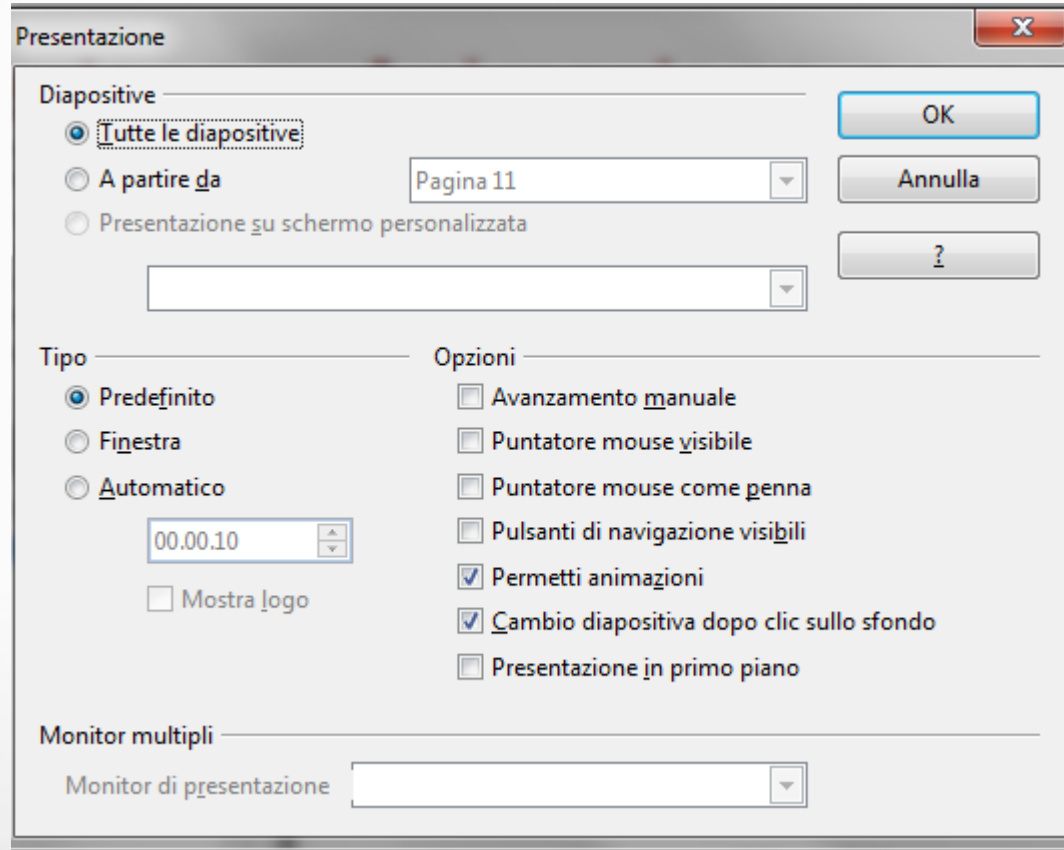 Presentazione
X
Diapositive
OK
Tutte le diapositive
A partire da
Pagina 11
Annulla
Presentazione su schermo personalizzata
?
Tipo
Opzioni
Predefinito
Avanzamento manuale
Finestra
Puntatore mouse visibile
Automatico
Puntatore mouse come penna
00.00.10
Pulsanti di navigazione visibili
Mostra logo
Permetti animazioni
Cambio diapositiva dopo clic sullo sfondo
Presentazione in primo piano
Monitor multipli
Monitor di presentazione